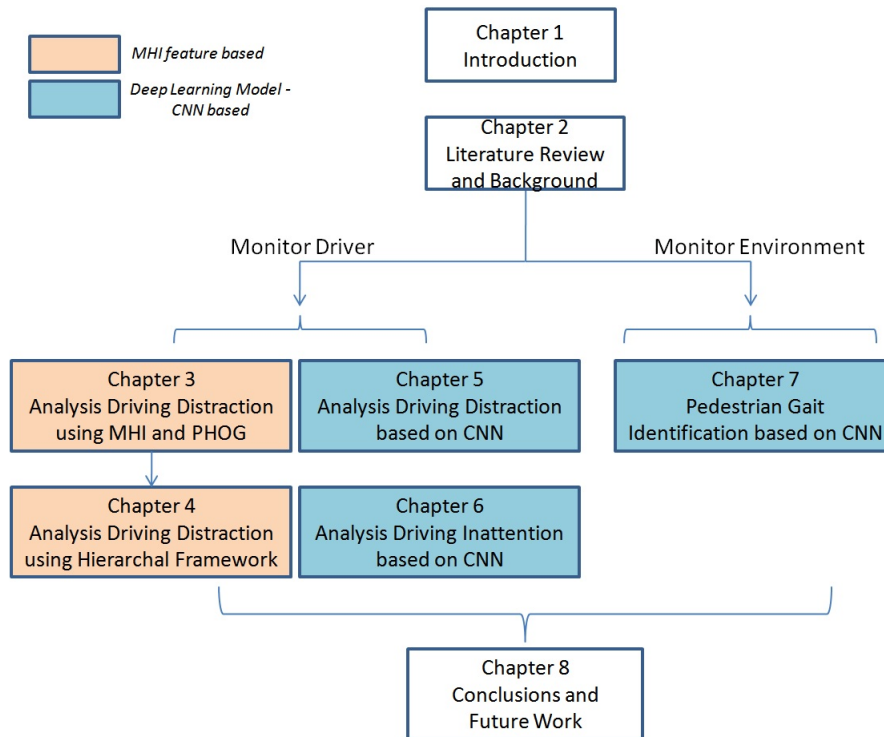 Chapter 1
Introduction
MHI feature based
Deep Learning Model -
CNN based
Chapter 2
Literature Review
and Background
Monitor Driver
Monitor Environment
Chapter 3
Analysis Driving Distraction
using MHI and PHOG
Chapter 5
Analysis Driving Distraction
based on CNN
Chapter 7
Pedestrian Gait
Identification based on CNN
Chapter 4
Analysis Driving Distraction
using Hierarchal Framework
Chapter 6
Analysis Driving Inattention
based on CNN
Chapter 8
Conclusions and
Future Work